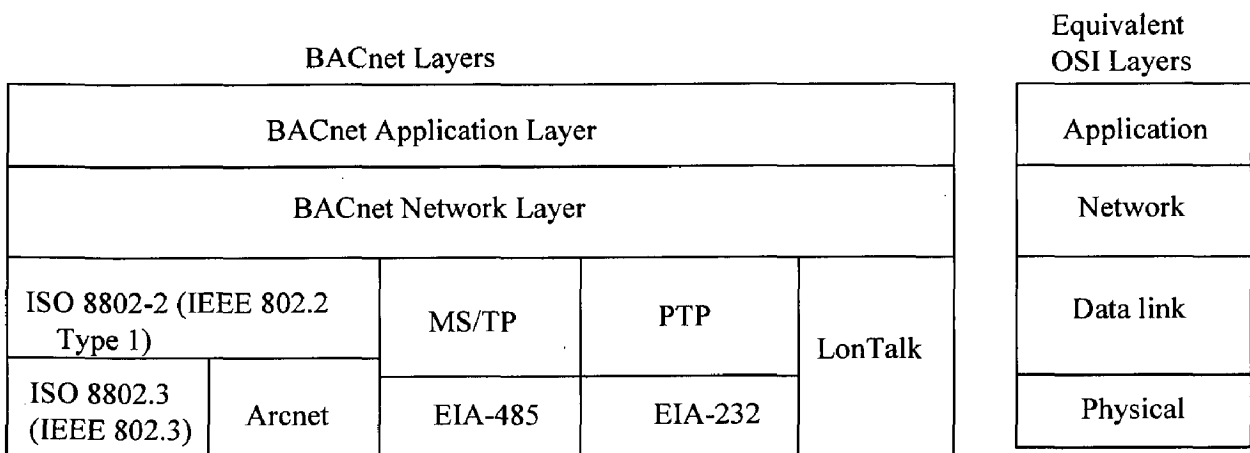 BACnet Layers
Equivalent
OSI Layers
BACnet Application Layer
Application
BACnet Network Layer
Network
ISO 8802-2 (IEEE 802.2
Type 1)
MS/TP
PTP
LonTalk
Data link
ISO 8802.3
(IEEE 802.3)
Arcnet
EIA-485
EIA-232
Physical